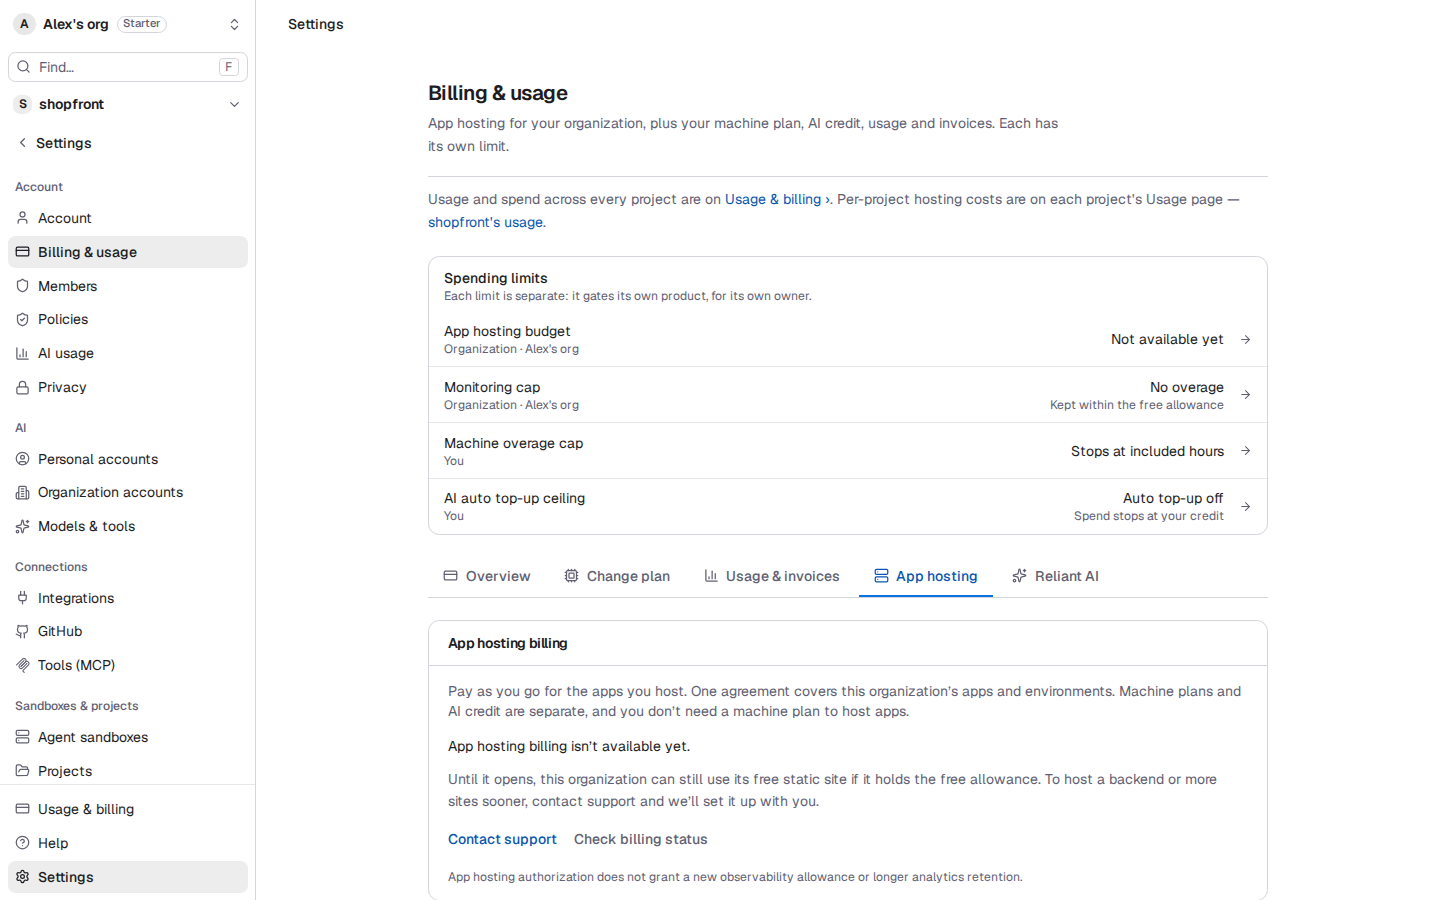 A Alex's org Starter
Find... F
S shopfront
Settings
Account
Account
Billing & usage
Members
Policies
AI usage
Privacy
AI
Personal accounts
Organization accounts
Models & tools
Connections
Integrations
GitHub
Tools (MCP)
Sandboxes & projects
Agent sandboxes
Projects
Usage & billing
Help
Settings
Settings
Billing & usage
App hosting for your organization, plus your machine plan, AI credit, usage and invoices. Each has
its own limit.
Usage and spend across every project are on Usage & billing ›. Per-project hosting costs are on each project's Usage page —
shopfront's usage.
Spending limits
Each limit is separate: it gates its own product, for its own owner.
App hosting budget
Organization · Alex's org
Not available yet →
Monitoring cap
Organization · Alex's org
No overage →
Kept within the free allowance
Machine overage cap
You
Stops at included hours →
AI auto top-up ceiling
You
Auto top-up off →
Spend stops at your credit
Overview Change plan Usage & invoices App hosting Reliant AI
App hosting billing
Pay as you go for the apps you host. One agreement covers this organization's apps and environments. Machine plans and
AI credit are separate, and you don't need a machine plan to host apps.
App hosting billing isn't available yet.
Until it opens, this organization can still use its free static site if it holds the free allowance. To host a backend or more
sites sooner, contact support and we'll set it up with you.
Contact support Check billing status
App hosting authorization does not grant a new observability allowance or longer analytics retention.